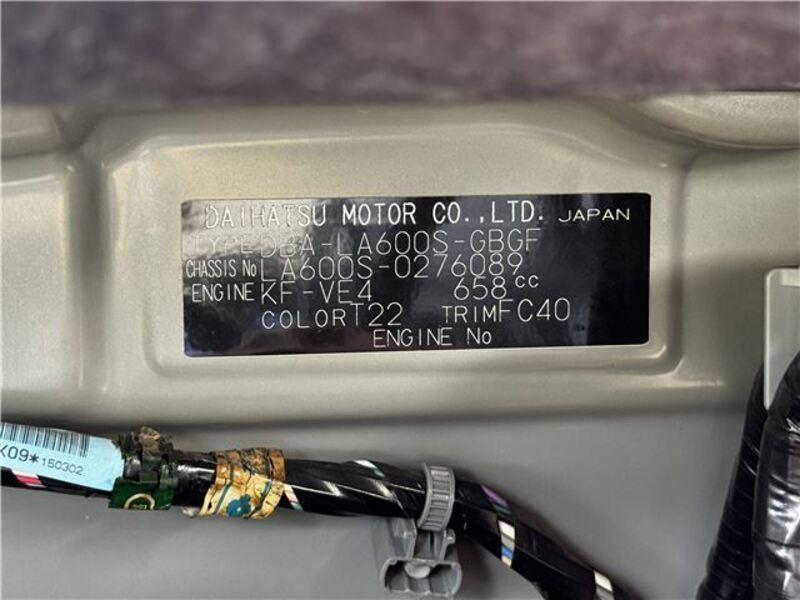 DAIHATSU MOTOR CO.,LTD. JAPAN
TYPE DBA-LA600S-GBGF
CHASSIS No LA600S-0276089
ENGINE KF-VE4 658cc
COLOR T22 TRIM FC40
ENGINE No
X09*150302